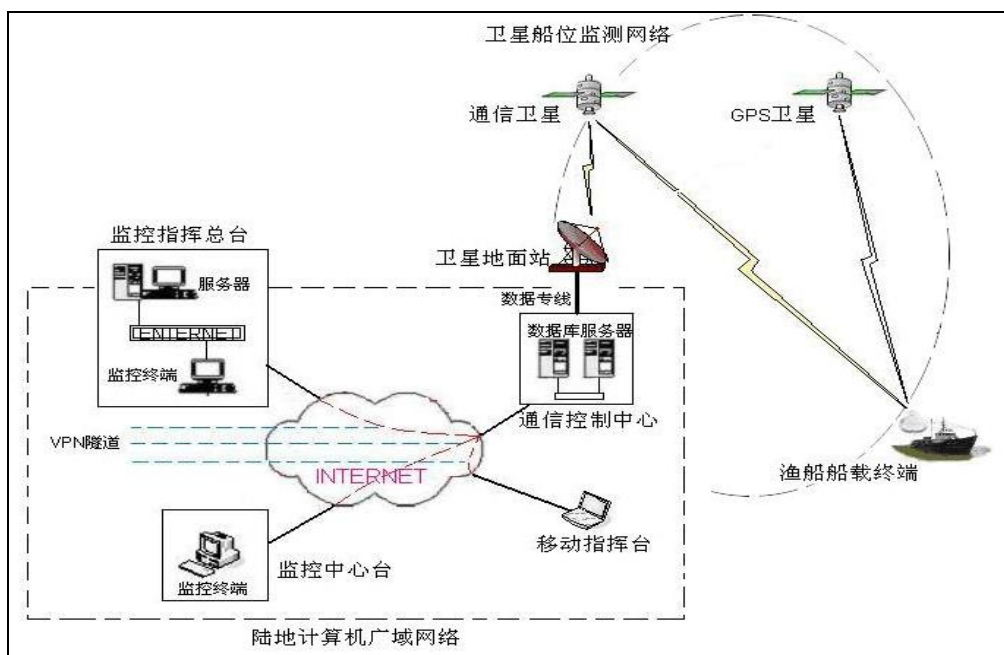 卫星船位监测网络
通信卫星
GPS卫星
监控指挥总台
服务器
ENTERNET
监控终端
卫星地面站
数据专线
数据库服务器
通信控制中心
VPN隧道
INTERNET
渔船船载终端
移动指挥台
监控中心台
监控终端
陆地计算机广域网络